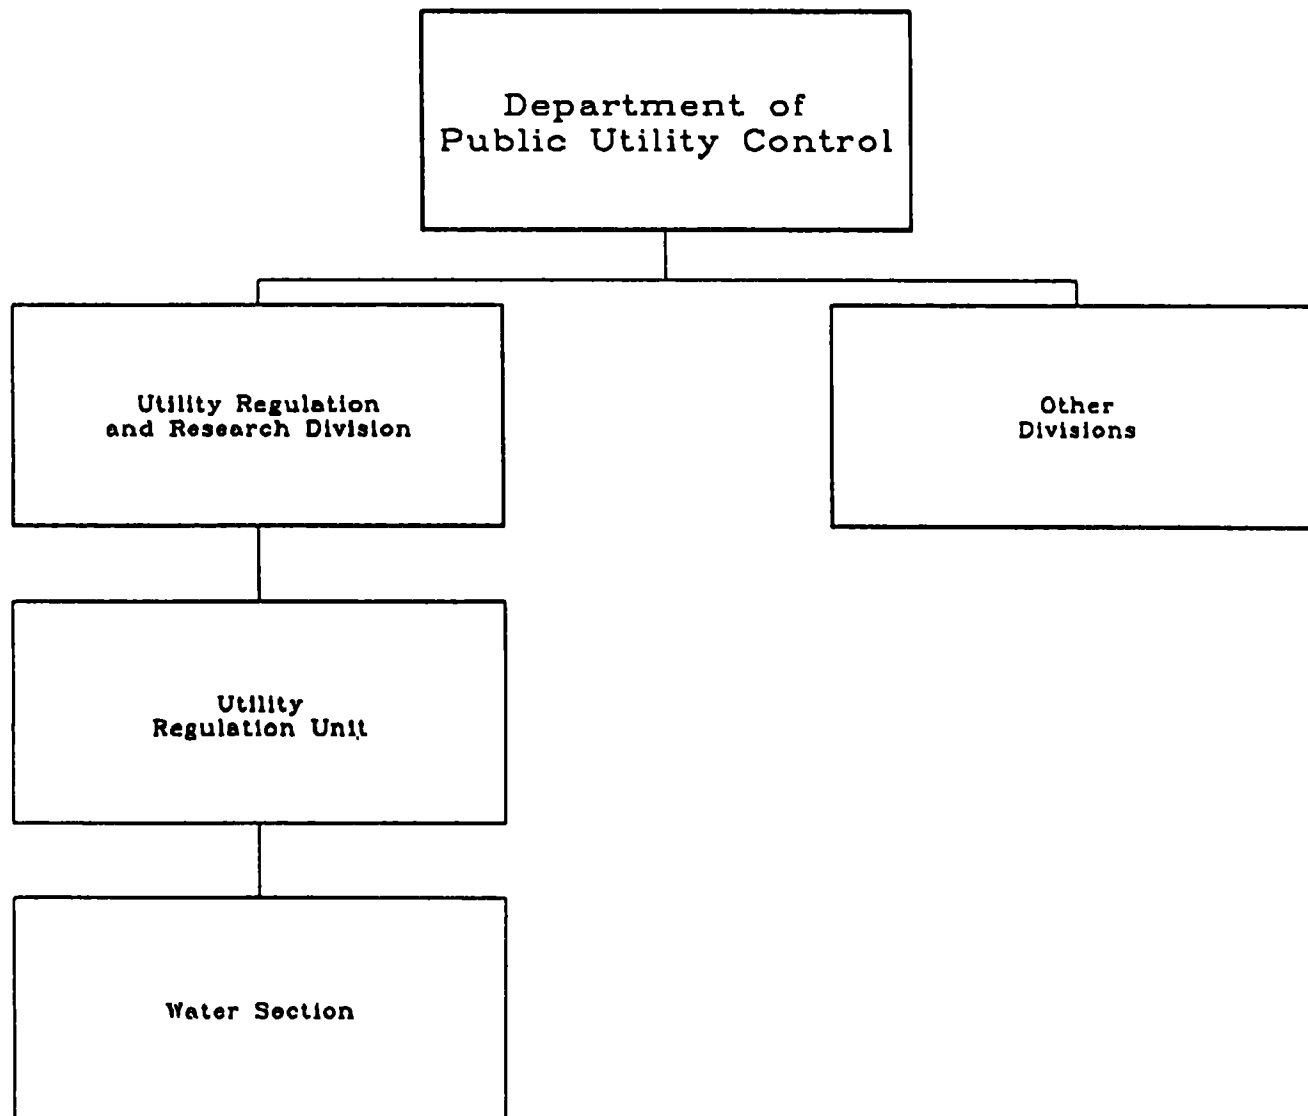 Department of
Public Utility Control
Utility Regulation
and Research Division
Other
Divisions
Utility
Regulation Unit
Water Section